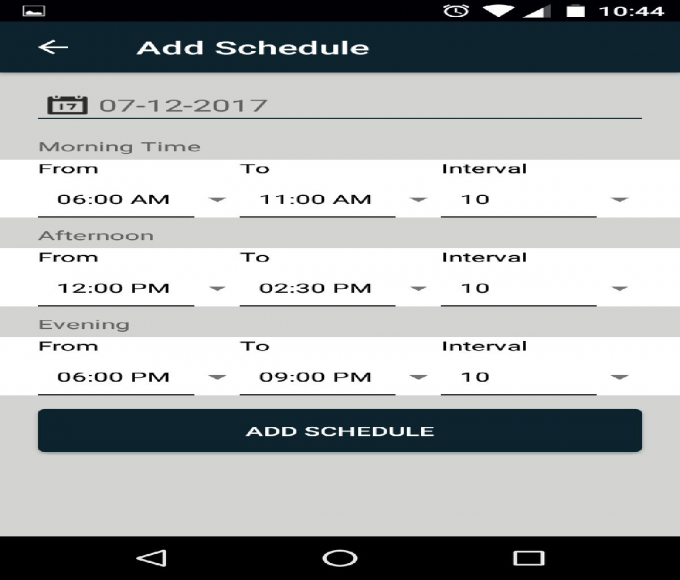 10:44
Add Schedule
17 07-12-2017
Morning Time
From To Interval
06:00 AM 11:00 AM 10
Afternoon
From To Interval
12:00 PM 02:30 PM 10
Evening
From To Interval
06:00 PM 09:00 PM 10
ADD SCHEDULE